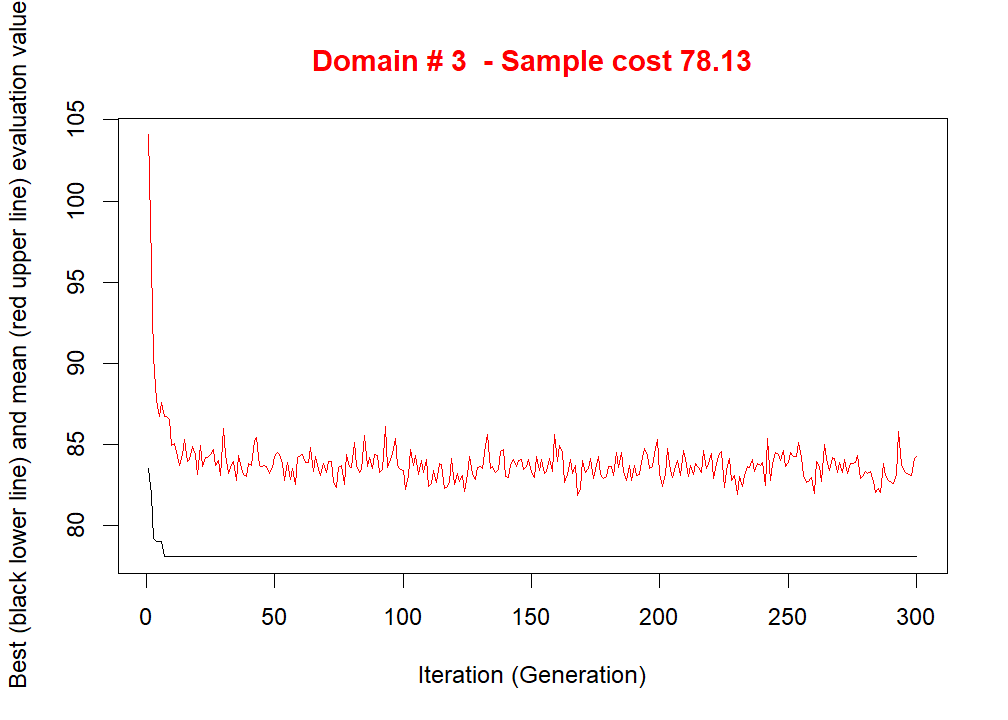 Domain # 3  - Sample cost 78.13
Best (black lower line) and mean (red upper line) evaluation value
105
100
95
90
85
80
0 50 100 150 200 250 300
Iteration (Generation)